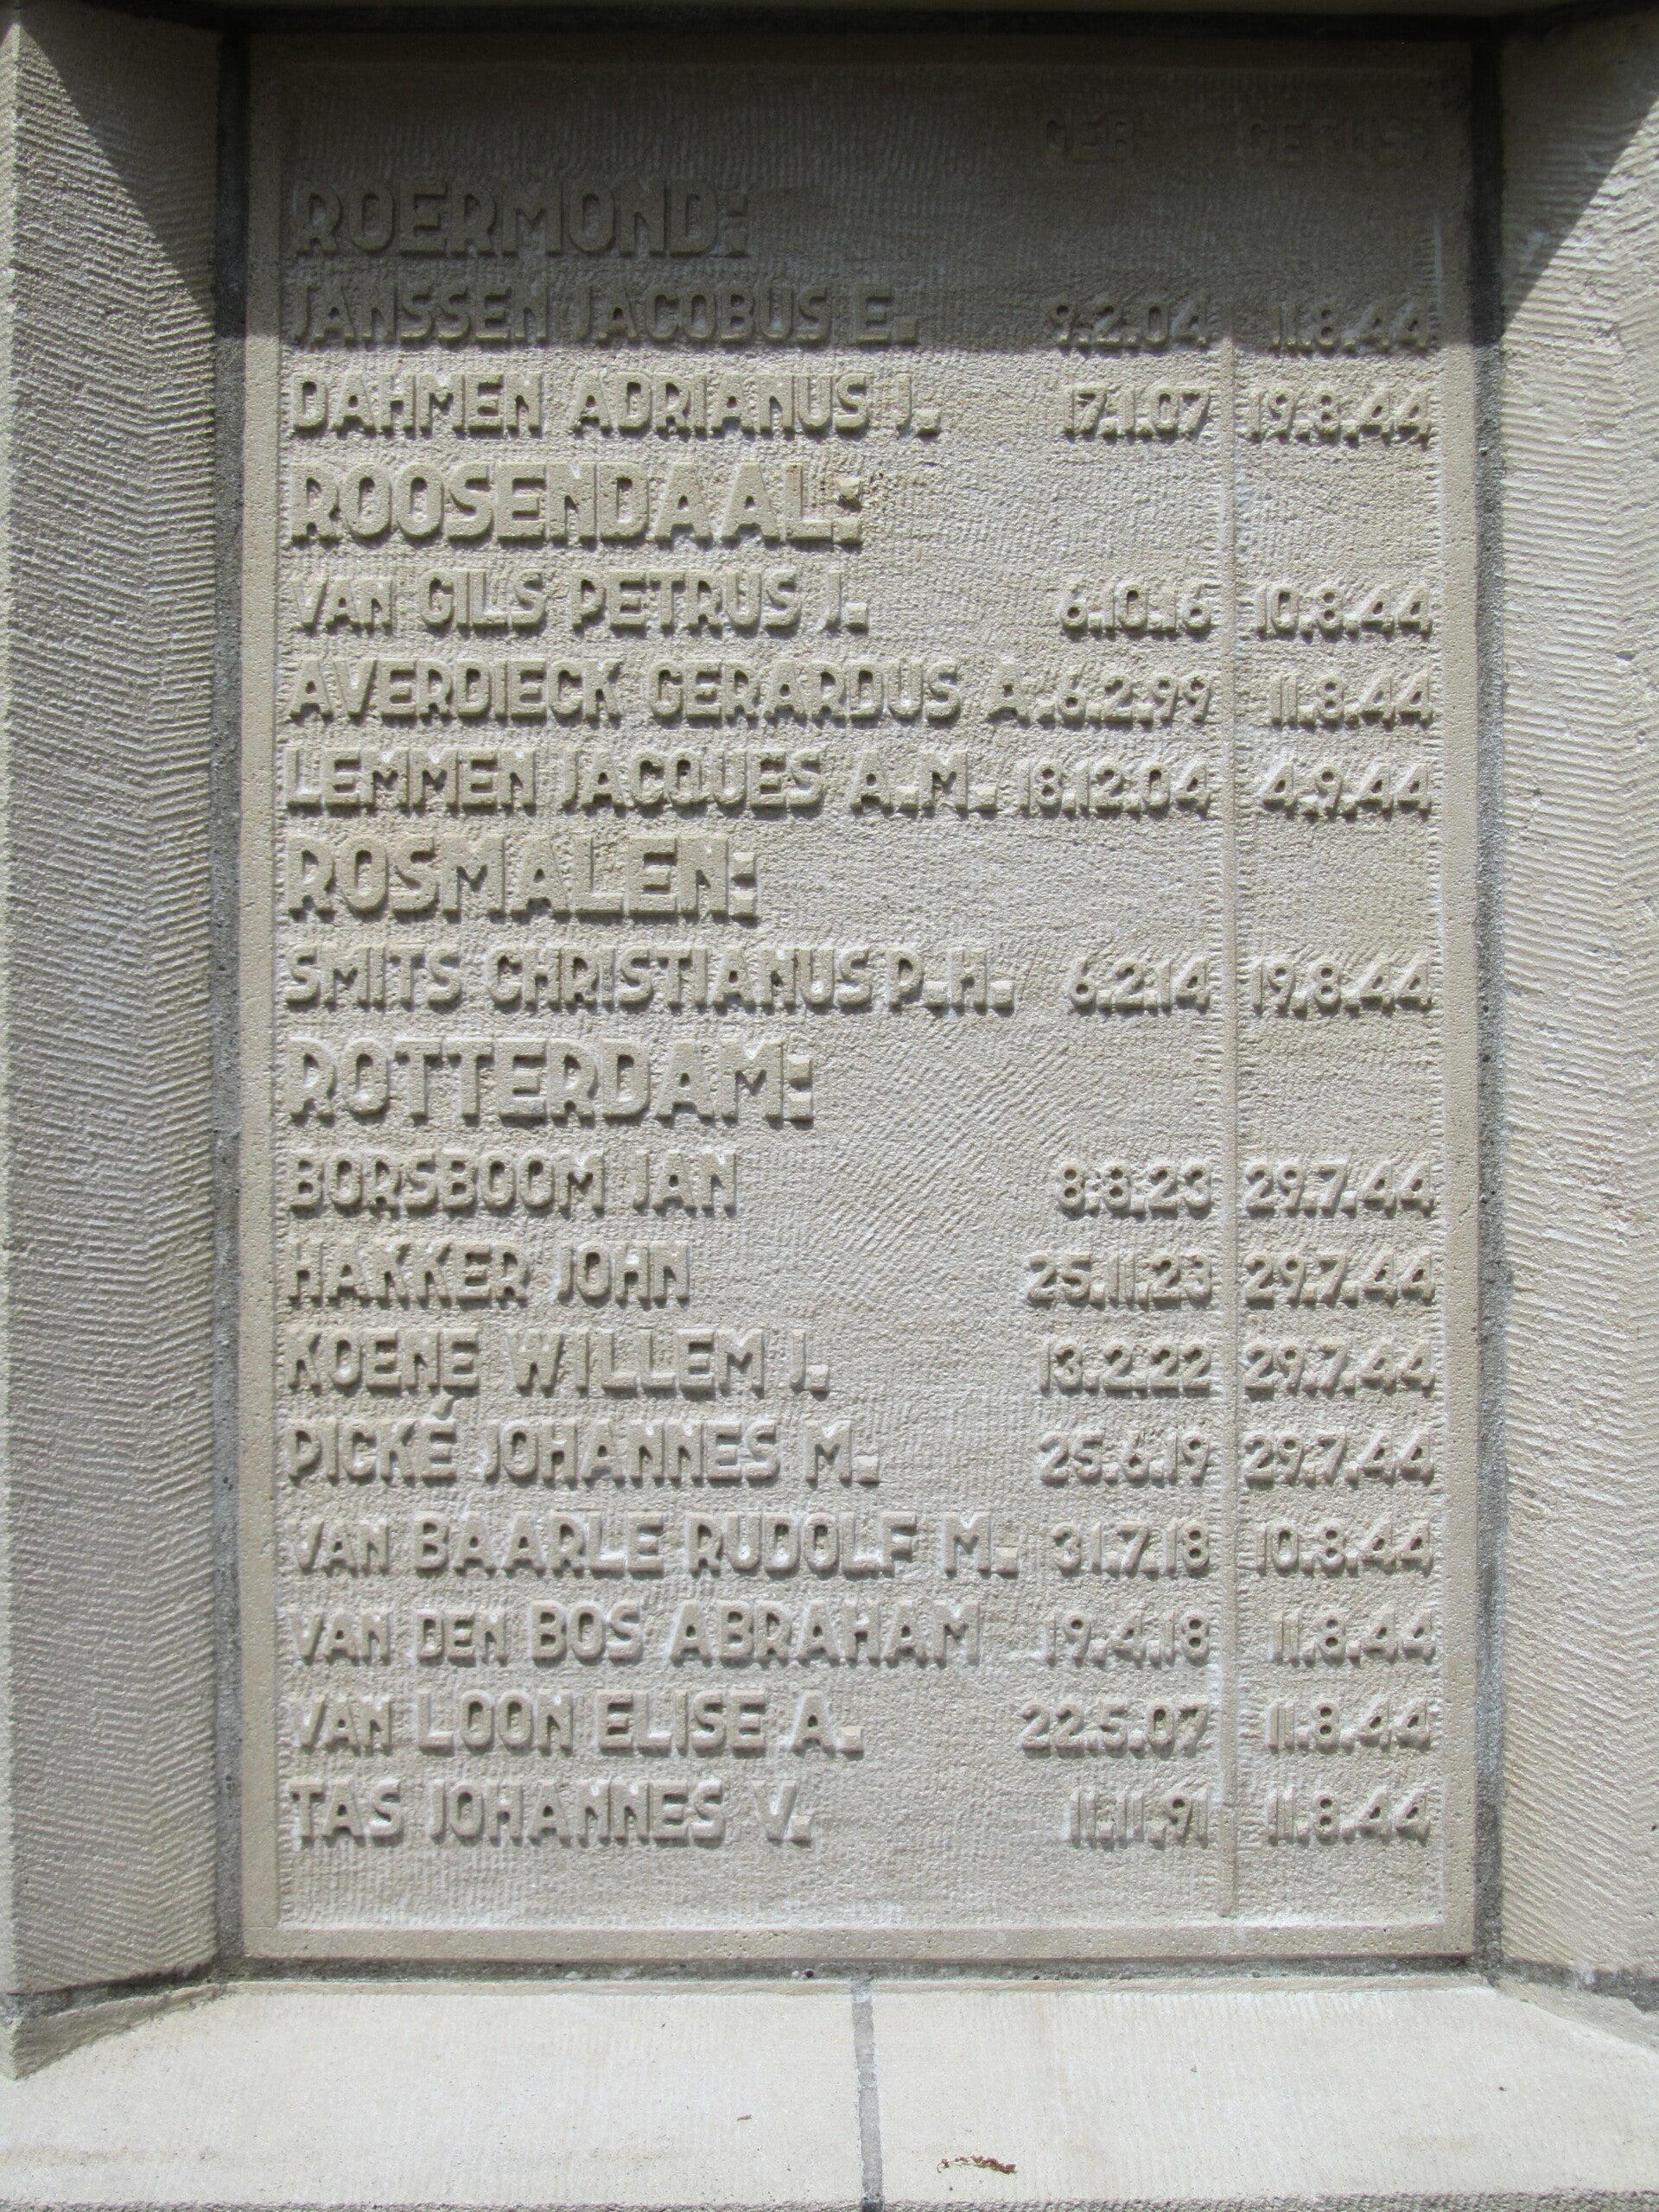 GEB: GEFUS:
ROERMOND:
JANSSEN JACOBUS E. 9.2.04 11.8.44
DAHMEN ADRIANUS J. 17.1.07 19.8.44
ROOSENDAAL:
VAN GILS PETRUS J. 6.10.16 10.8.44
AVERDIECK GERARDUS A. 6.2.99 11.8.44
LEMMEN JACQUES A.M. 18.12.04 4.9.44
ROSMALEN:
SMITS CHRISTIANUS P.H. 6.2.14 19.8.44
ROTTERDAM:
BORSBOOM JAN 8.8.23 29.7.44
HAKKER JOHN 25.11.23 29.7.44
KOENE WILLEM J. 13.2.22 29.7.44
PICKÉ JOHANNES M. 25.6.19 29.7.44
VAN BAARLE RUDOLF M. 31.7.18 10.8.44
VAN DEN BOS ABRAHAM 19.4.18 11.8.44
VAN LOON ELISE A. 22.5.07 11.8.44
TAS JOHANNES V. 11.11.91 11.8.44